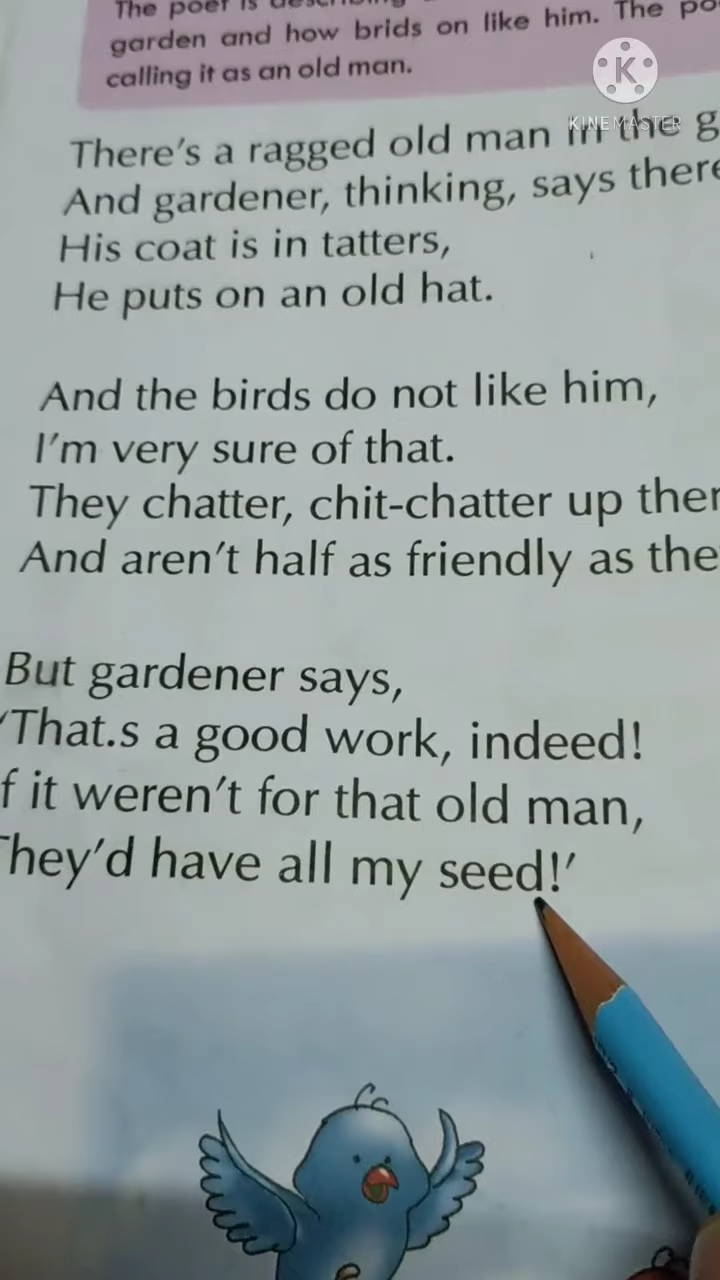 The poet is describing
garden and how brids on like him. The po
calling it as an old man.
K
KINEMASTER
There's a ragged old man in the g
And gardener, thinking, says there
His coat is in tatters,
He puts on an old hat.
And the birds do not like him,
I'm very sure of that.
They chatter, chit-chatter up ther
And aren't half as friendly as the
But gardener says,
'That.s a good work, indeed!
f it weren't for that old man,
They'd have all my seed!'